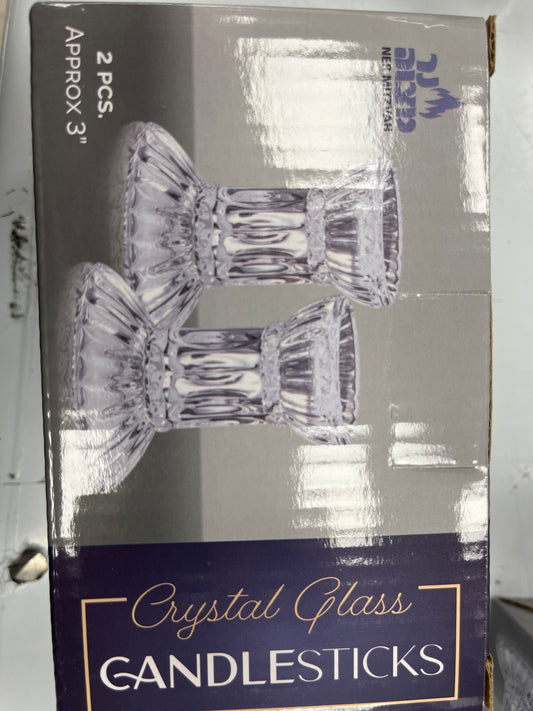 נר
מצוה
NER MITZVAH
2 PCS.
APPROX 3"
Crystal Glass
CANDLESTICKS